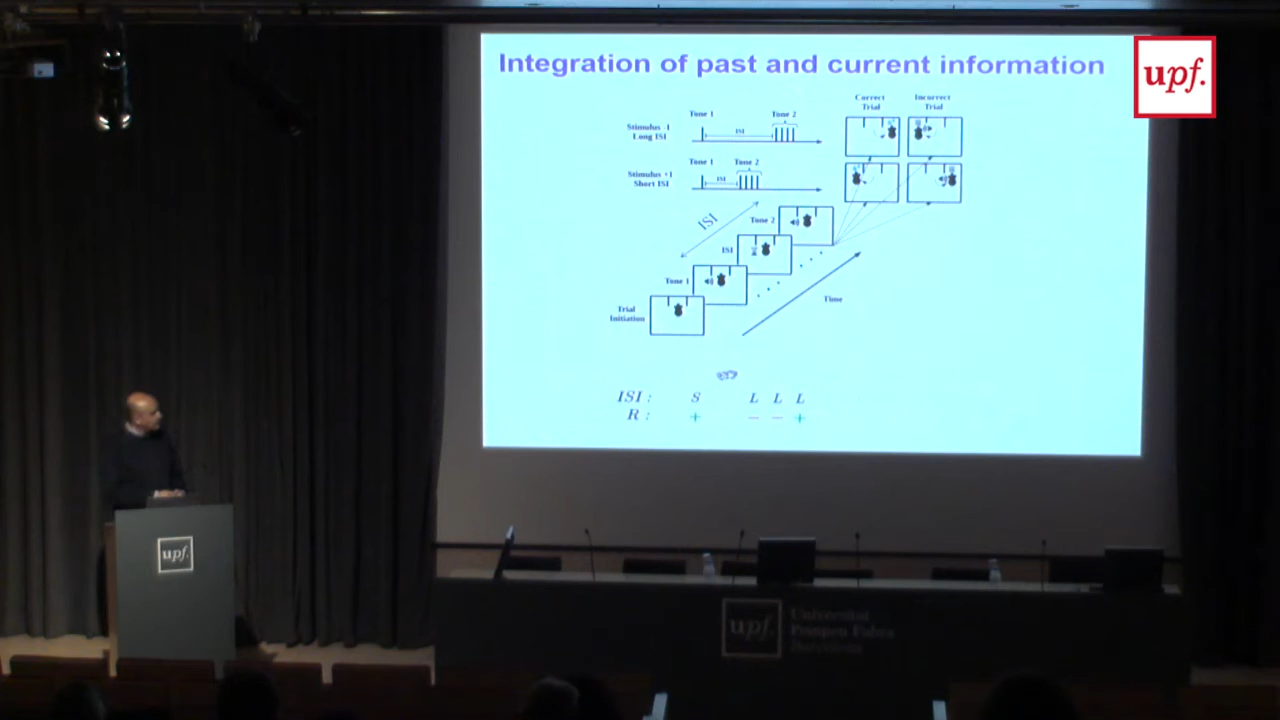 Integration of past and current information
upf.
Correct
Trial
Incorrect
Trial
Tone 1
Tone 2
Stimulus -1
Long ISI
ISI
Tone 1
Tone 2
Stimulus +1
Short ISI
ISI
ISI
Tone 2
ISI
Tone 1
Time
Trial
Initiation
ISI : S L L L
R : + − − +
upf.
upf.
Universitat
Pompeu Fabra
Barcelona